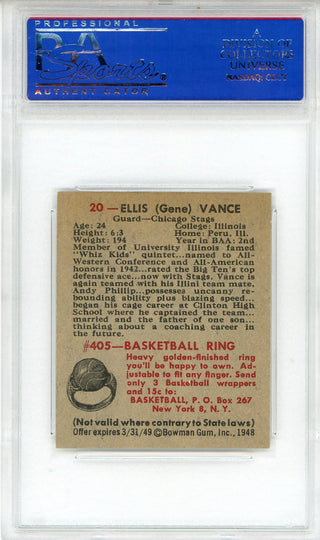 PROFESSIONAL
PSA
Sports
AUTHENTICATOR
A
DIVISION OF
COLLECTORS
UNIVERSE
NASDAQ: CLCT
20—ELLIS (Gene) VANCE
Guard—Chicago Stags
Age: 24 College: Illinois
Height: 6:3 Home: Peru, Ill.
Weight: 194 Year in BAA: 2nd
Member of University Illinois famed
"Whiz Kids" quintet...named to All-
Western Conference and All-American
honors in 1942...rated the Big Ten's top
defensive ace...now with Stags. Vance is
again teamed with his Illini team mate,
Andy Phillip...possesses uncanny re-
bounding ability plus blazing speed...
began his cage career at Clinton High
School where he captained the team...
married and the father of one son...
thinking about a coaching career in
the future.
#405—BASKETBALL RING
Heavy golden-finished ring
you'll be happy to own. Ad-
justable to fit any finger. Send
only 3 Basketball wrappers
and 15c to:
BASKETBALL, P. O. Box 267
New York 8, N. Y.
(Not valid where contrary to State laws)
Offer expires 3/31/49 ©Bowman Gum, Inc., 1948